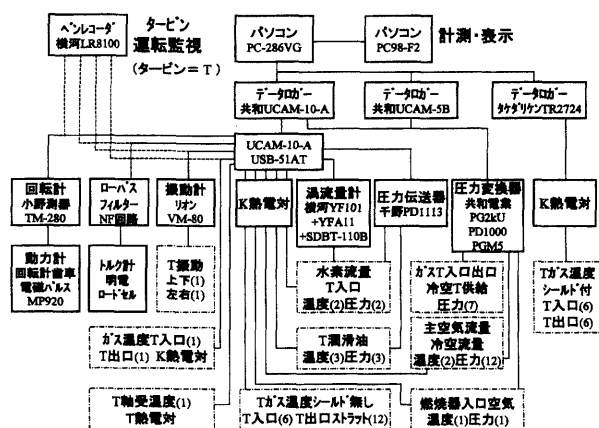 ペンレコーダ
横河LR8100
タービン
運転監視
(タービン=T)
パソコン
PC-286VG
パソコン
PC98-F2
計測・表示
データロガー
共和UCAM-10-A
データロガー
共和UCAM-5B
データロガー
タケダリケンTR2724
UCAM-10-A
USB-51AT
回転計
小野測器
TM-280
ローパス
フィルター
NF回路
振動計
リオン
VM-80
K熱電対
渦流量計
横河YF101
+YFA11
+SDBT-110B
圧力伝送器
千野PD1113
圧力変換器
共和電業
PG2kU
PD1000
PGM5
K熱電対
動力計
回転計歯車
電磁パルス
MP920
トルク計
明電
ロードセル
T振動
上下(1)
左右(1)
水素流量
T入口
温度(2)圧力(2)
ガスT入口出口
冷空T供給
圧力(7)
Tガス温度
シールド付
T入口(6)
T出口(6)
ガス温度T入口(1)
T出口(1) K熱電対
T潤滑油
温度(3)圧力(3)
主空気流量
冷空流量
温度(2)圧力(12)
T軸受温度(1)
T熱電対
Tガス温度シールド無し
T入口(6) T出口ストラット(12)
燃焼器入口空気
温度(1)圧力(1)